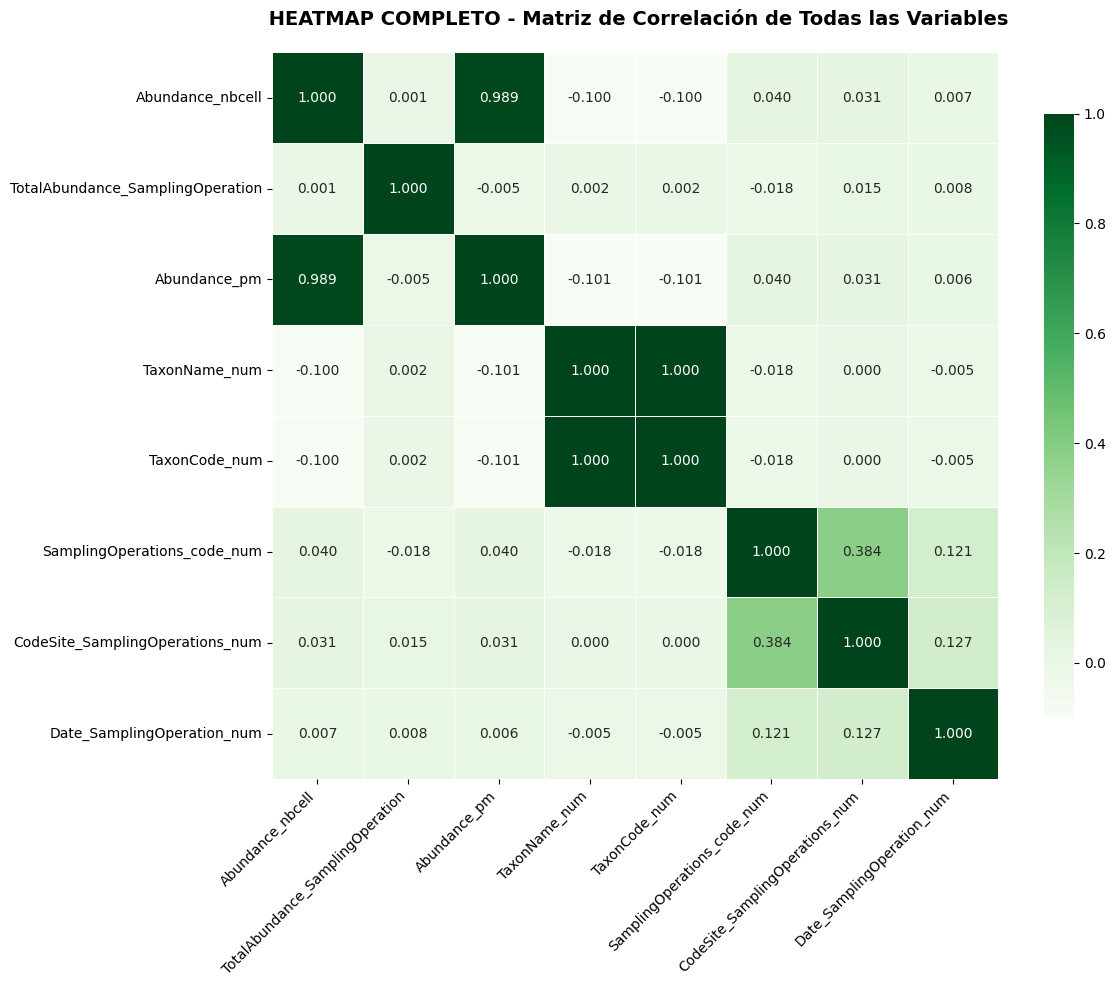 HEATMAP COMPLETO - Matriz de Correlación de Todas las Variables
Abundance_nbcell 1.000 0.001 0.989 -0.100 -0.100 0.040 0.031 0.007
TotalAbundance_SamplingOperation 0.001 1.000 -0.005 0.002 0.002 -0.018 0.015 0.008
Abundance_pm 0.989 -0.005 1.000 -0.101 -0.101 0.040 0.031 0.006
TaxonName_num -0.100 0.002 -0.101 1.000 1.000 -0.018 0.000 -0.005
TaxonCode_num -0.100 0.002 -0.101 1.000 1.000 -0.018 0.000 -0.005
SamplingOperations_code_num 0.040 -0.018 0.040 -0.018 -0.018 1.000 0.384 0.121
CodeSite_SamplingOperations_num 0.031 0.015 0.031 0.000 0.000 0.384 1.000 0.127
Date_SamplingOperation_num 0.007 0.008 0.006 -0.005 -0.005 0.121 0.127 1.000
Abundance_nbcell
TotalAbundance_SamplingOperation
Abundance_pm
TaxonName_num
TaxonCode_num
SamplingOperations_code_num
CodeSite_SamplingOperations_num
Date_SamplingOperation_num
1.0
0.8
0.6
0.4
0.2
0.0